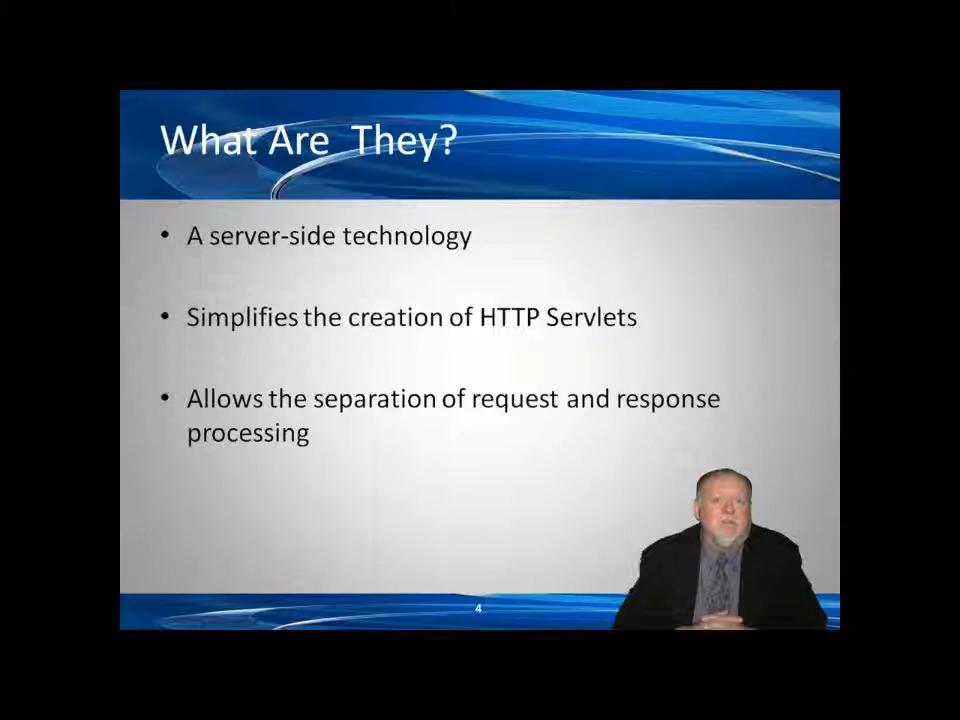 What Are  They?
• A server-side technology
• Simplifies the creation of HTTP Servlets
• Allows the separation of request and response
processing
4